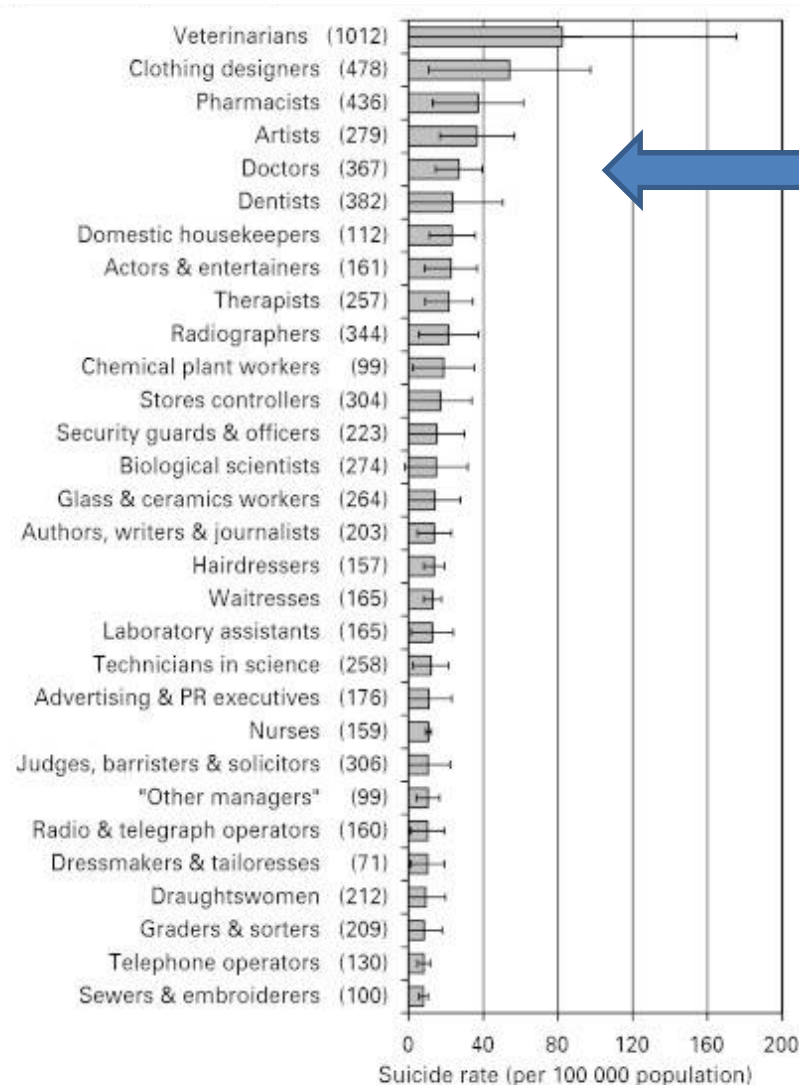 Veterinarians (1012)
Clothing designers (478)
Pharmacists (436)
Artists (279)
Doctors (367)
Dentists (382)
Domestic housekeepers (112)
Actors & entertainers (161)
Therapists (257)
Radiographers (344)
Chemical plant workers (99)
Stores controllers (304)
Security guards & officers (223)
Biological scientists (274)
Glass & ceramics workers (264)
Authors, writers & journalists (203)
Hairdressers (157)
Waitresses (165)
Laboratory assistants (165)
Technicians in science (258)
Advertising & PR executives (176)
Nurses (159)
Judges, barristers & solicitors (306)
"Other managers" (99)
Radio & telegraph operators (160)
Dressmakers & tailoresses (71)
Draughtswomen (212)
Graders & sorters (209)
Telephone operators (130)
Sewers & embroiderers (100)
0 40 80 120 160 200
Suicide rate (per 100 000 population)